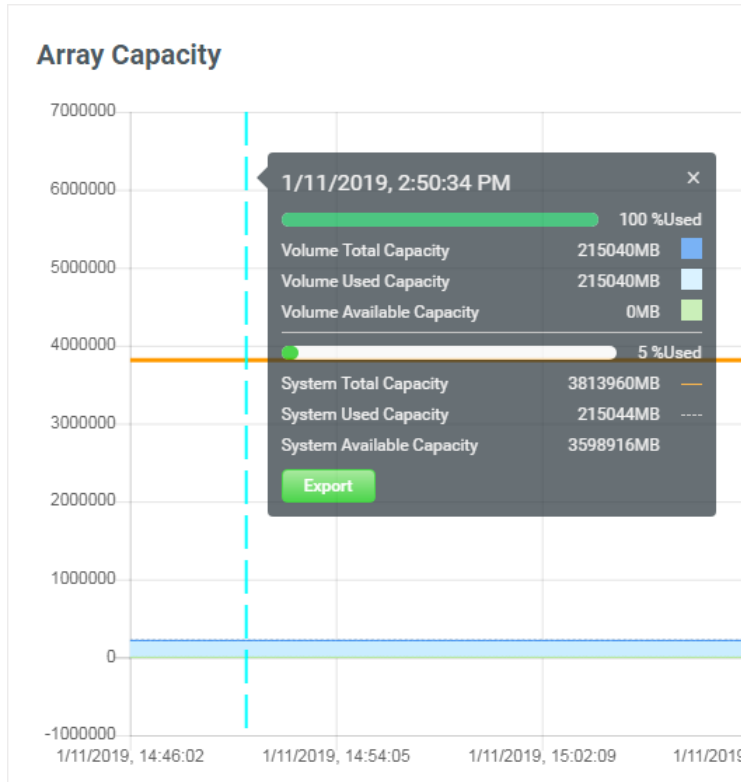 Array Capacity
7000000
6000000
5000000
4000000
3000000
2000000
1000000
0
-1000000
1/11/2019, 2:50:34 PM ×
100 %Used
Volume Total Capacity 215040MB
Volume Used Capacity 215040MB
Volume Available Capacity 0MB
5 %Used
System Total Capacity 3813960MB
System Used Capacity 215044MB
System Available Capacity 3598916MB
Export
1/11/2019, 14:46:02 1/11/2019, 14:54:05 1/11/2019, 15:02:09 1/11/2019